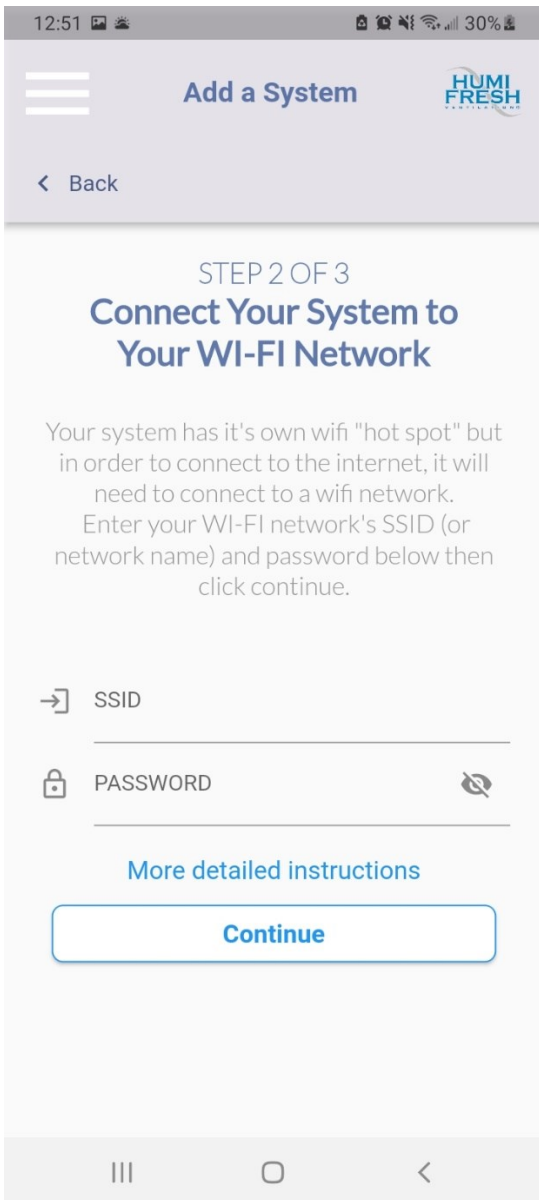 12:51 30%
Add a System
HUMI
FRESH
Back
STEP 2 OF 3
Connect Your System to
Your WI-FI Network
Your system has it's own wifi "hot spot" but
in order to connect to the internet, it will
need to connect to a wifi network.
Enter your WI-FI network's SSID (or
network name) and password below then
click continue.
SSID
PASSWORD
More detailed instructions
Continue